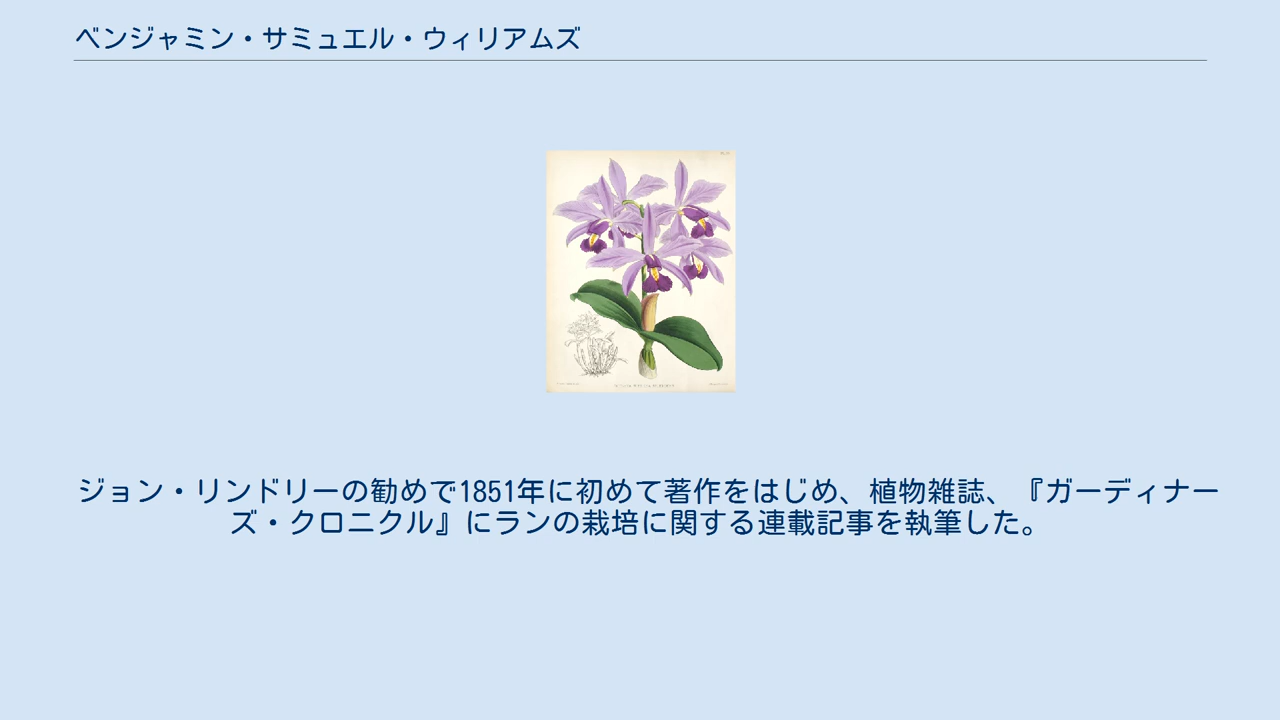 ベンジャミン・サミュエル・ウィリアムズ
ジョン・リンドリーの勧めで1851年に初めて著作をはじめ、植物雑誌、『ガーディナー
ズ・クロニクル』にランの栽培に関する連載記事を執筆した。